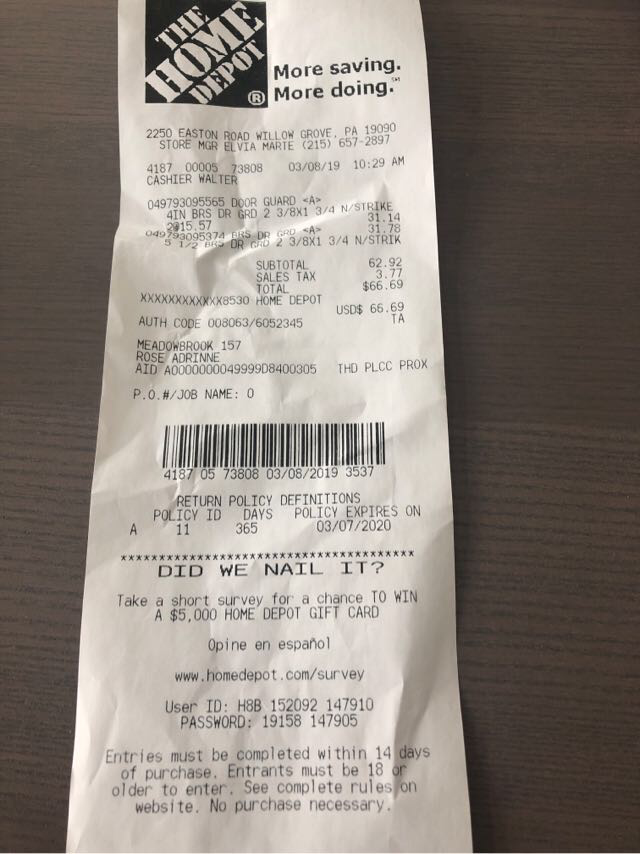 THE
HOME
DEPOT
®
More saving.
More doing.℠
2250 EASTON ROAD WILLOW GROVE, PA 19090
STORE MGR ELVIA MARTE (215) 657-2897
4187 00005 73808 03/08/19 10:29 AM
CASHIER WALTER
049793095565 DOOR GUARD <A>
4IN BRS DR GRD 2 3/8X1 3/4 N/STRIKE
2@15.57 31.14
049793095374 BRS DR GRD <A> 31.78
5 1/2 BRS DR GRD 2 3/8X1 3/4 N/STRIK
SUBTOTAL 62.92
SALES TAX 3.77
TOTAL $66.69
XXXXXXXXXXXX8530 HOME DEPOT
USD$ 66.69
AUTH CODE 008063/6052345 TA
MEADOWBROOK 157
ROSE ADRINNE
AID A0000000049999D8400305 THD PLCC PROX
P.O.#/JOB NAME: 0
4187 05 73808 03/08/2019 3537
RETURN POLICY DEFINITIONS
POLICY ID DAYS POLICY EXPIRES ON
A 11 365 03/07/2020
****************************************
DID WE NAIL IT?
Take a short survey for a chance TO WIN
A $5,000 HOME DEPOT GIFT CARD
Opine en español
www.homedepot.com/survey
User ID: H8B 152092 147910
PASSWORD: 19158 147905
Entries must be completed within 14 days
of purchase. Entrants must be 18 or
older to enter. See complete rules on
website. No purchase necessary.